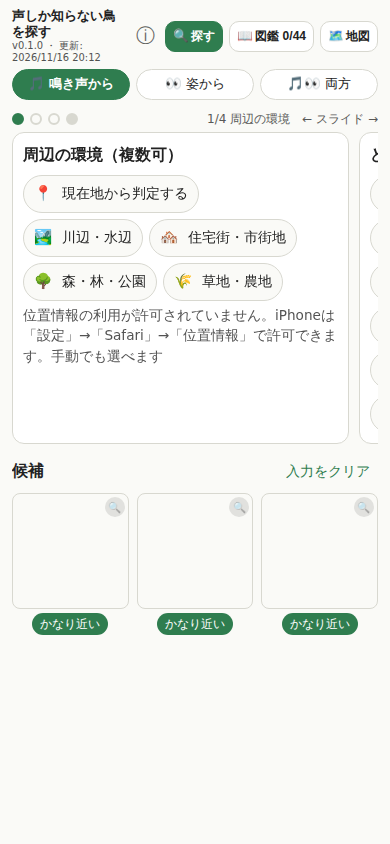 声しか知らない鳥
を探す
v0.1.0 ・ 更新:
2026/11/16 20:12
ⓘ
🔍 探す
📖 図鑑 0/44
🗺️ 地図
🎵 鳴き声から
👀 姿から
🎵👀 両方
1/4 周辺の環境
← スライド →
周辺の環境（複数可）
📍 現在地から判定する
🏞️ 川辺・水辺
🏘️ 住宅街・市街地
🌳 森・林・公園
🌾 草地・農地
位置情報の利用が許可されていません。iPhoneは
「設定」→「Safari」→「位置情報」で許可できま
す。手動でも選べます
候補
入力をクリア
かなり近い
かなり近い
かなり近い